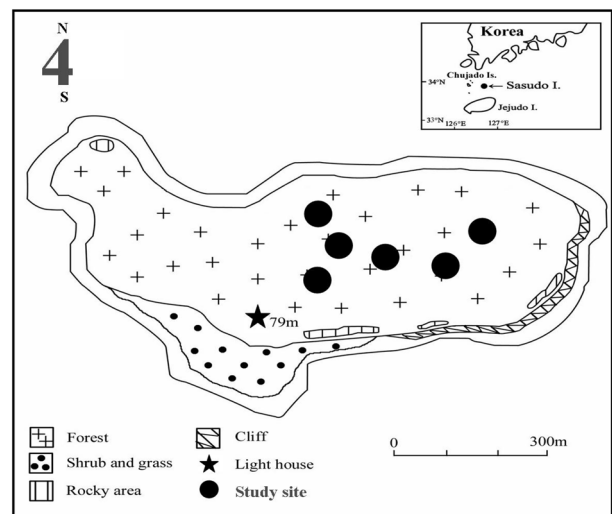 N
4
S
Korea
34°N
Chujado Is.
Sasudo I.
Jejudo I.
33°N
126°E
127°E
79m
Forest
Cliff
Shrub and grass
Light house
Rocky area
Study site
0
300m